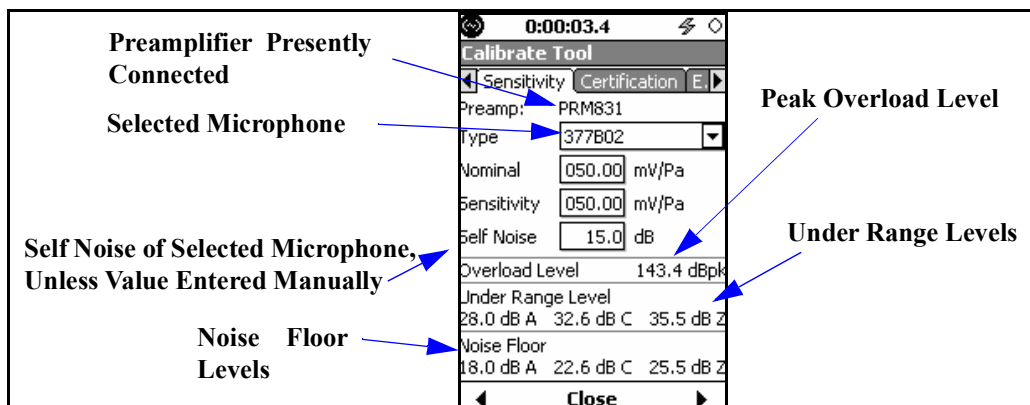 Preamplifier Presently
Connected
Selected Microphone
Self Noise of Selected Microphone,
Unless Value Entered Manually
Noise Floor
Levels
0:00:03.4
Calibrate Tool
Sensitivity Certification E.
Preamp: PRM831
Type 377B02
Nominal 050.00 mV/Pa
Sensitivity 050.00 mV/Pa
Self Noise 15.0 dB
Overload Level 143.4 dBpk
Under Range Level
28.0 dB A 32.6 dB C 35.5 dB Z
Noise Floor
18.0 dB A 22.6 dB C 25.5 dB Z
Close
Peak Overload Level
Under Range Levels